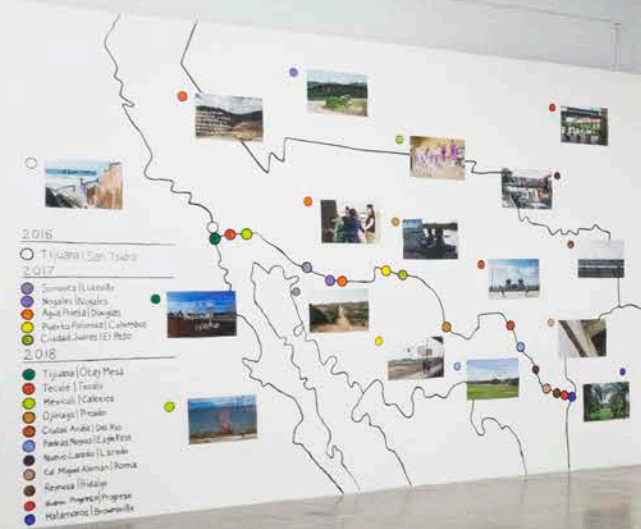 2016
Tijuana | San Ysidro
2017
Sonoyta | Lukeville
Nogales | Nogales
Agua Prieta | Douglas
Puerto Palomas | Columbus
Ciudad Juárez | El Paso
2018
Tijuana | Otay Mesa
Tecate | Tecate
Mexicali | Calexico
Ojinaga | Presidio
Ciudad Acuña | Del Rio
Piedras Negras | Eagle Pass
Nuevo Laredo | Laredo
Cd. Miguel Alemán | Roma
Reynosa | Hidalgo
Nuevo Progreso | Progreso
Matamoros | Brownsville